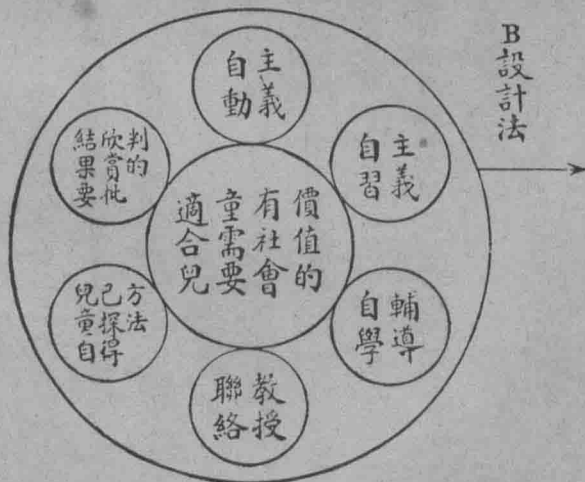 B設計法
自動
主義
自習
主義
自學
輔導
聯絡
教授
兒童自
己探得
方法
結果要
欣賞批
判的
適合兒
童需要
有社會
價值的